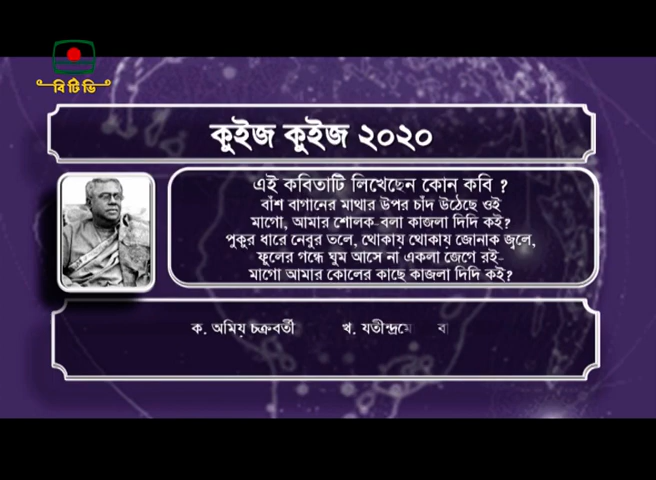 বিটিভি
কুইজ কুইজ ২০২০
এই কবিতাটি লিখেছেন কোন কবি ?
বাঁশ বাগানের মাথার উপর চাঁদ উঠেছে ওই
মাগো, আমার শোলক-বলা কাজলা দিদি কই?
পুকুর ধারে নেবুর তলে, থোকায় থোকায় জোনাক জ্বলে,
ফুলের গন্ধে ঘুম আসে না একলা জেগে রই-
মাগো আমার কোলের কাছে কাজলা দিদি কই?
ক. অমিয় চক্রবর্তী খ. যতীন্দ্রমো বা